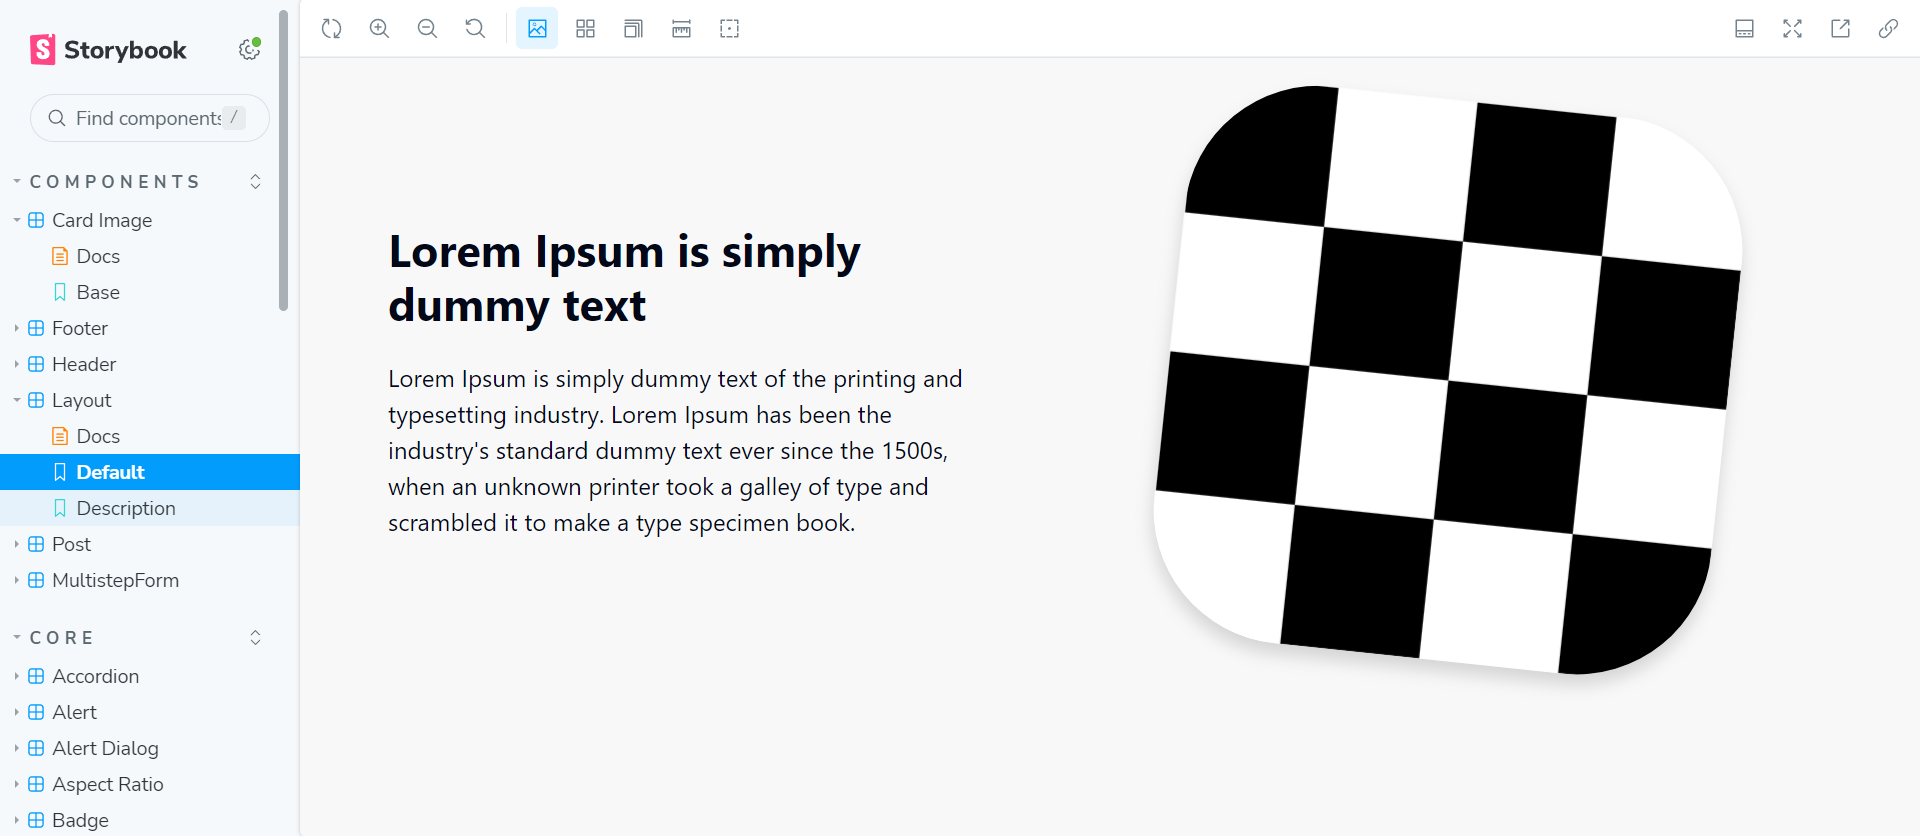 Storybook
Find components /
COMPONENTS
Card Image
Docs
Base
Footer
Header
Layout
Docs
Default
Description
Post
MultistepForm
CORE
Accordion
Alert
Alert Dialog
Aspect Ratio
Badge
Lorem Ipsum is simply
dummy text
Lorem Ipsum is simply dummy text of the printing and
typesetting industry. Lorem Ipsum has been the
industry's standard dummy text ever since the 1500s,
when an unknown printer took a galley of type and
scrambled it to make a type specimen book.